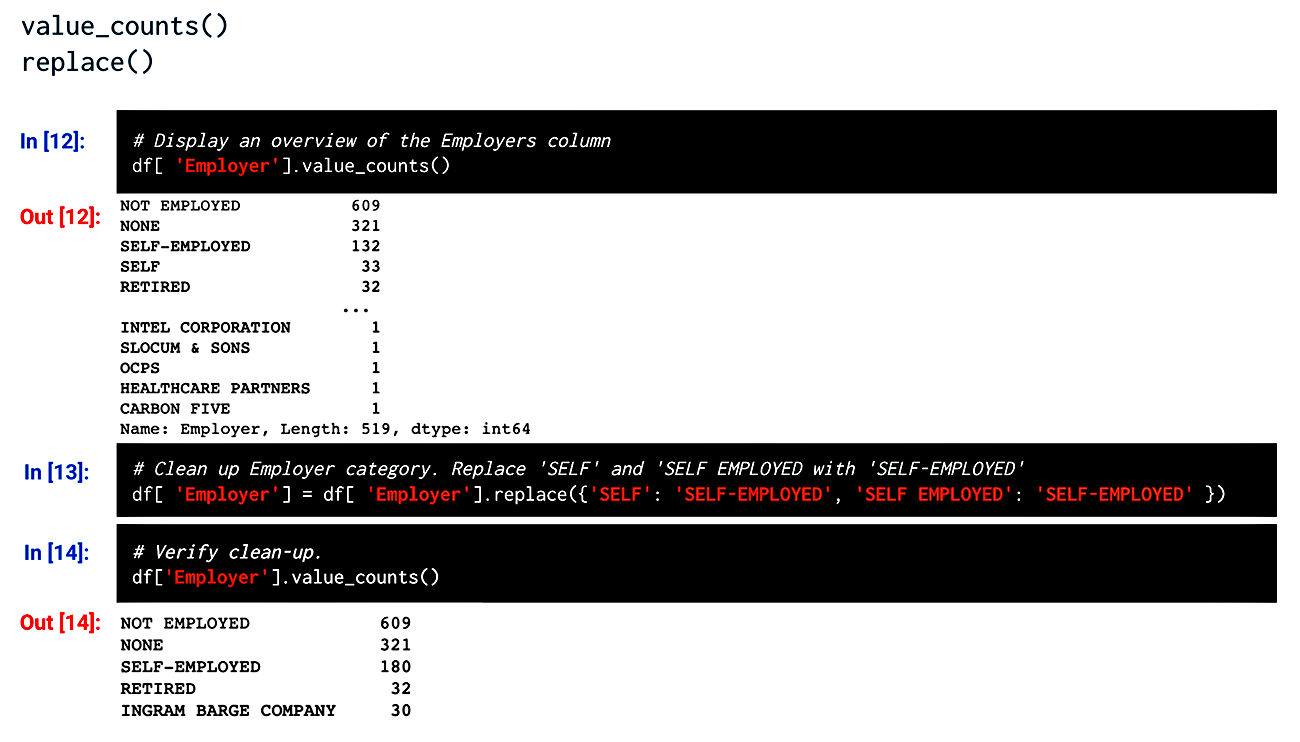 value_counts()
replace()
In [12]:
# Display an overview of the Employers column
df[ 'Employer'].value_counts()
Out [12]:
NOT EMPLOYED 609
NONE 321
SELF-EMPLOYED 132
SELF 33
RETIRED 32
...
INTEL CORPORATION 1
SLOCUM & SONS 1
OCPS 1
HEALTHCARE PARTNERS 1
CARBON FIVE 1
Name: Employer, Length: 519, dtype: int64
In [13]:
# Clean up Employer category. Replace 'SELF' and 'SELF EMPLOYED with 'SELF-EMPLOYED'
df[ 'Employer'] = df[ 'Employer'].replace({'SELF': 'SELF-EMPLOYED', 'SELF EMPLOYED': 'SELF-EMPLOYED' })
In [14]:
# Verify clean-up.
df['Employer'].value_counts()
Out [14]:
NOT EMPLOYED 609
NONE 321
SELF-EMPLOYED 180
RETIRED 32
INGRAM BARGE COMPANY 30